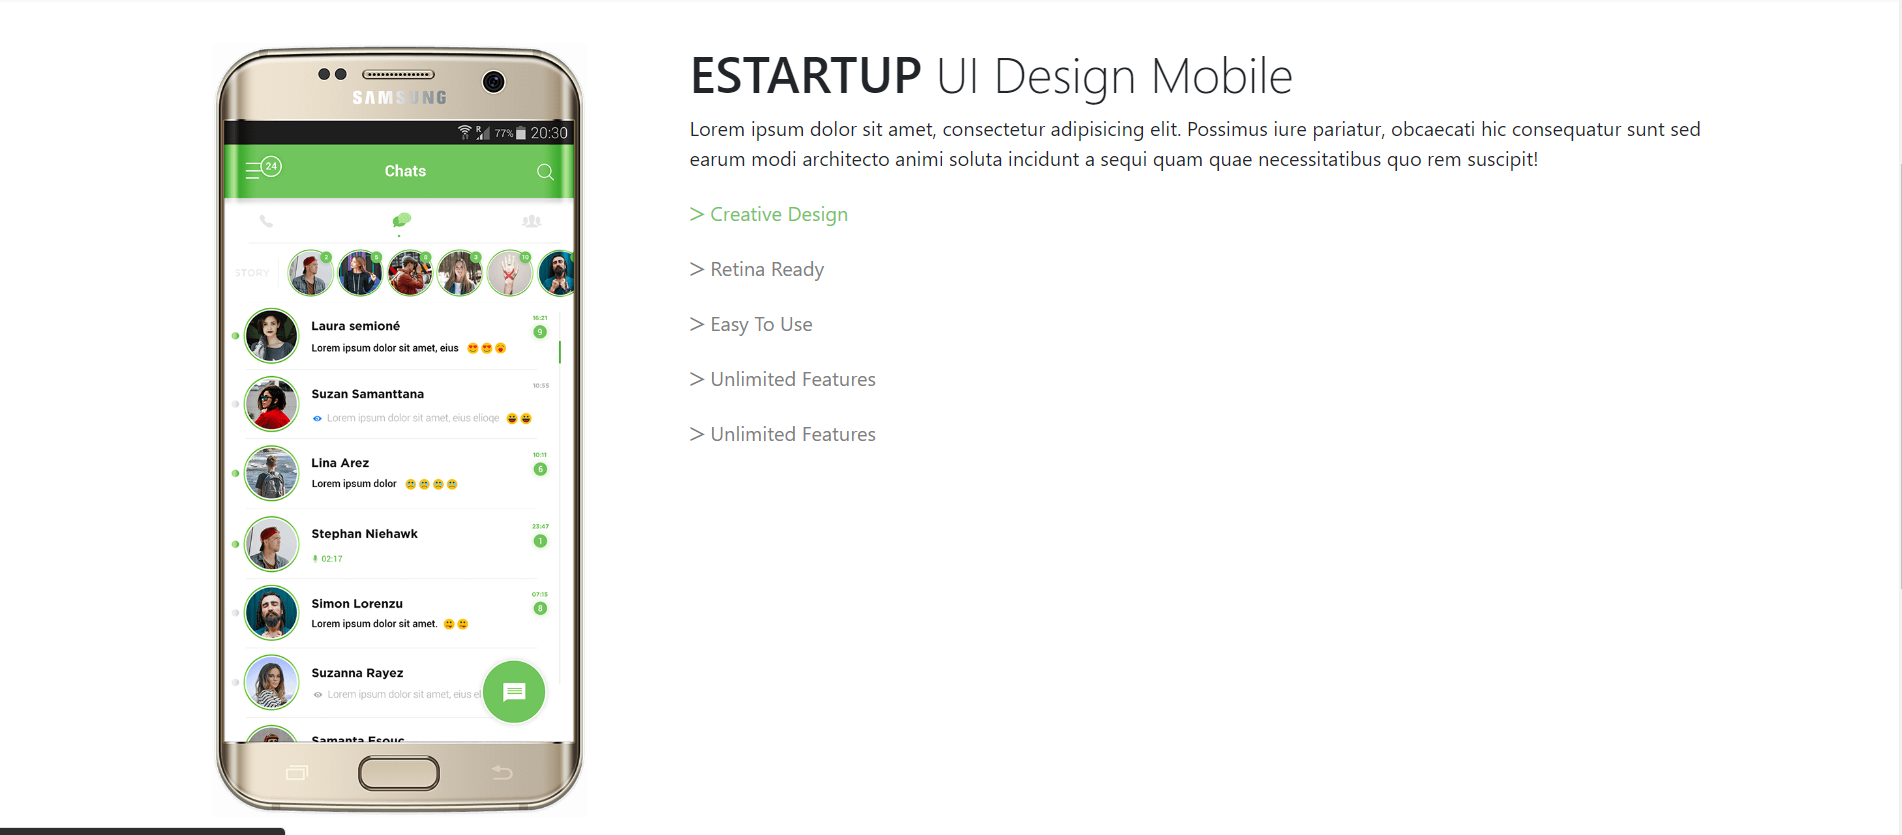 SAMSUNG
R 77% 20:30
24 Chats
STORY 2 5 4 3 10
Laura semioné 16:21
Lorem ipsum dolor sit amet, eius 9
Suzan Samanttana 10:55
Lorem ipsum dolor sit amet, eius elioqe
Lina Arez 10:11
Lorem ipsum dolor 6
Stephan Niehawk 23:47
1
02:17
Simon Lorenzu 07:15
Lorem ipsum dolor sit amet. 8
Suzanna Rayez
Lorem ipsum dolor sit amet, eius el
Samanta Esouc
ESTARTUP UI Design Mobile
Lorem ipsum dolor sit amet, consectetur adipisicing elit. Possimus iure pariatur, obcaecati hic consequatur sunt sed
earum modi architecto animi soluta incidunt a sequi quam quae necessitatibus quo rem suscipit!
> Creative Design
> Retina Ready
> Easy To Use
> Unlimited Features
> Unlimited Features